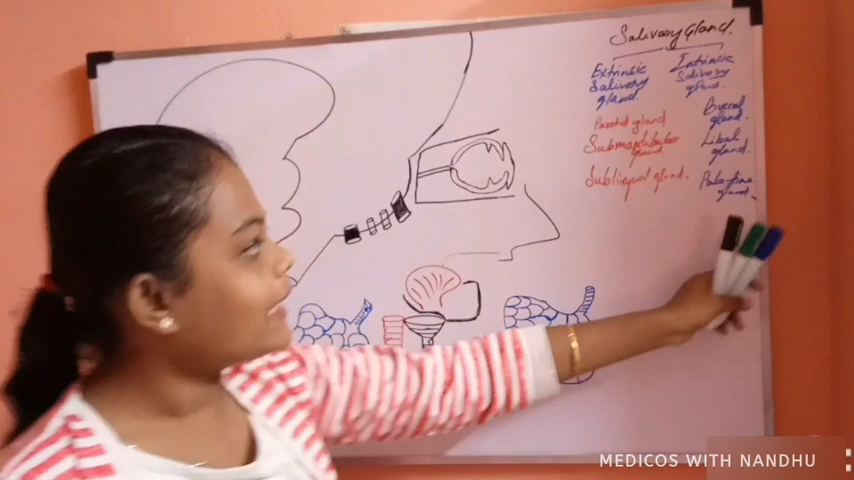 Salivary Gland.
Extrinsic
Salivary
gland.
Parotid gland
Submandibular
gland.
Sublingual gland.
Intrinsic
Salivary
gland.
Buccal
gland.
Libal
gland.
Palatine
gland.
MEDICOS WITH NANDHU